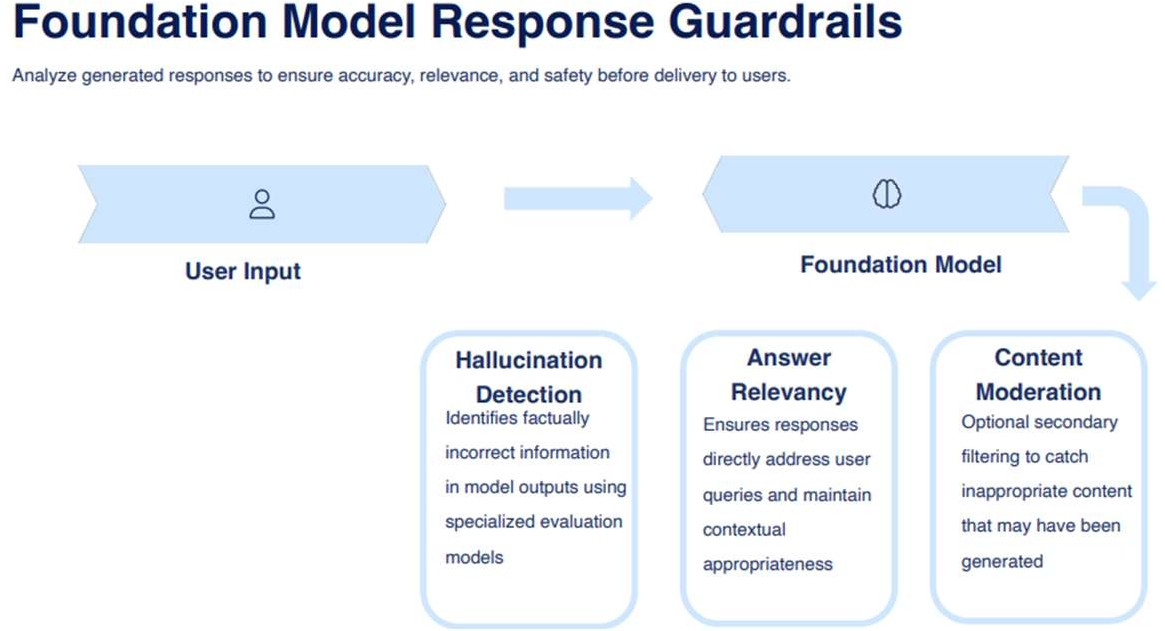 Foundation Model Response Guardrails
Analyze generated responses to ensure accuracy, relevance, and safety before delivery to users.
User Input
Foundation Model
Hallucination
Detection
Identifies factually
incorrect information
in model outputs using
specialized evaluation
models
Answer
Relevancy
Ensures responses
directly address user
queries and maintain
contextual
appropriateness
Content
Moderation
Optional secondary
filtering to catch
inappropriate content
that may have been
generated